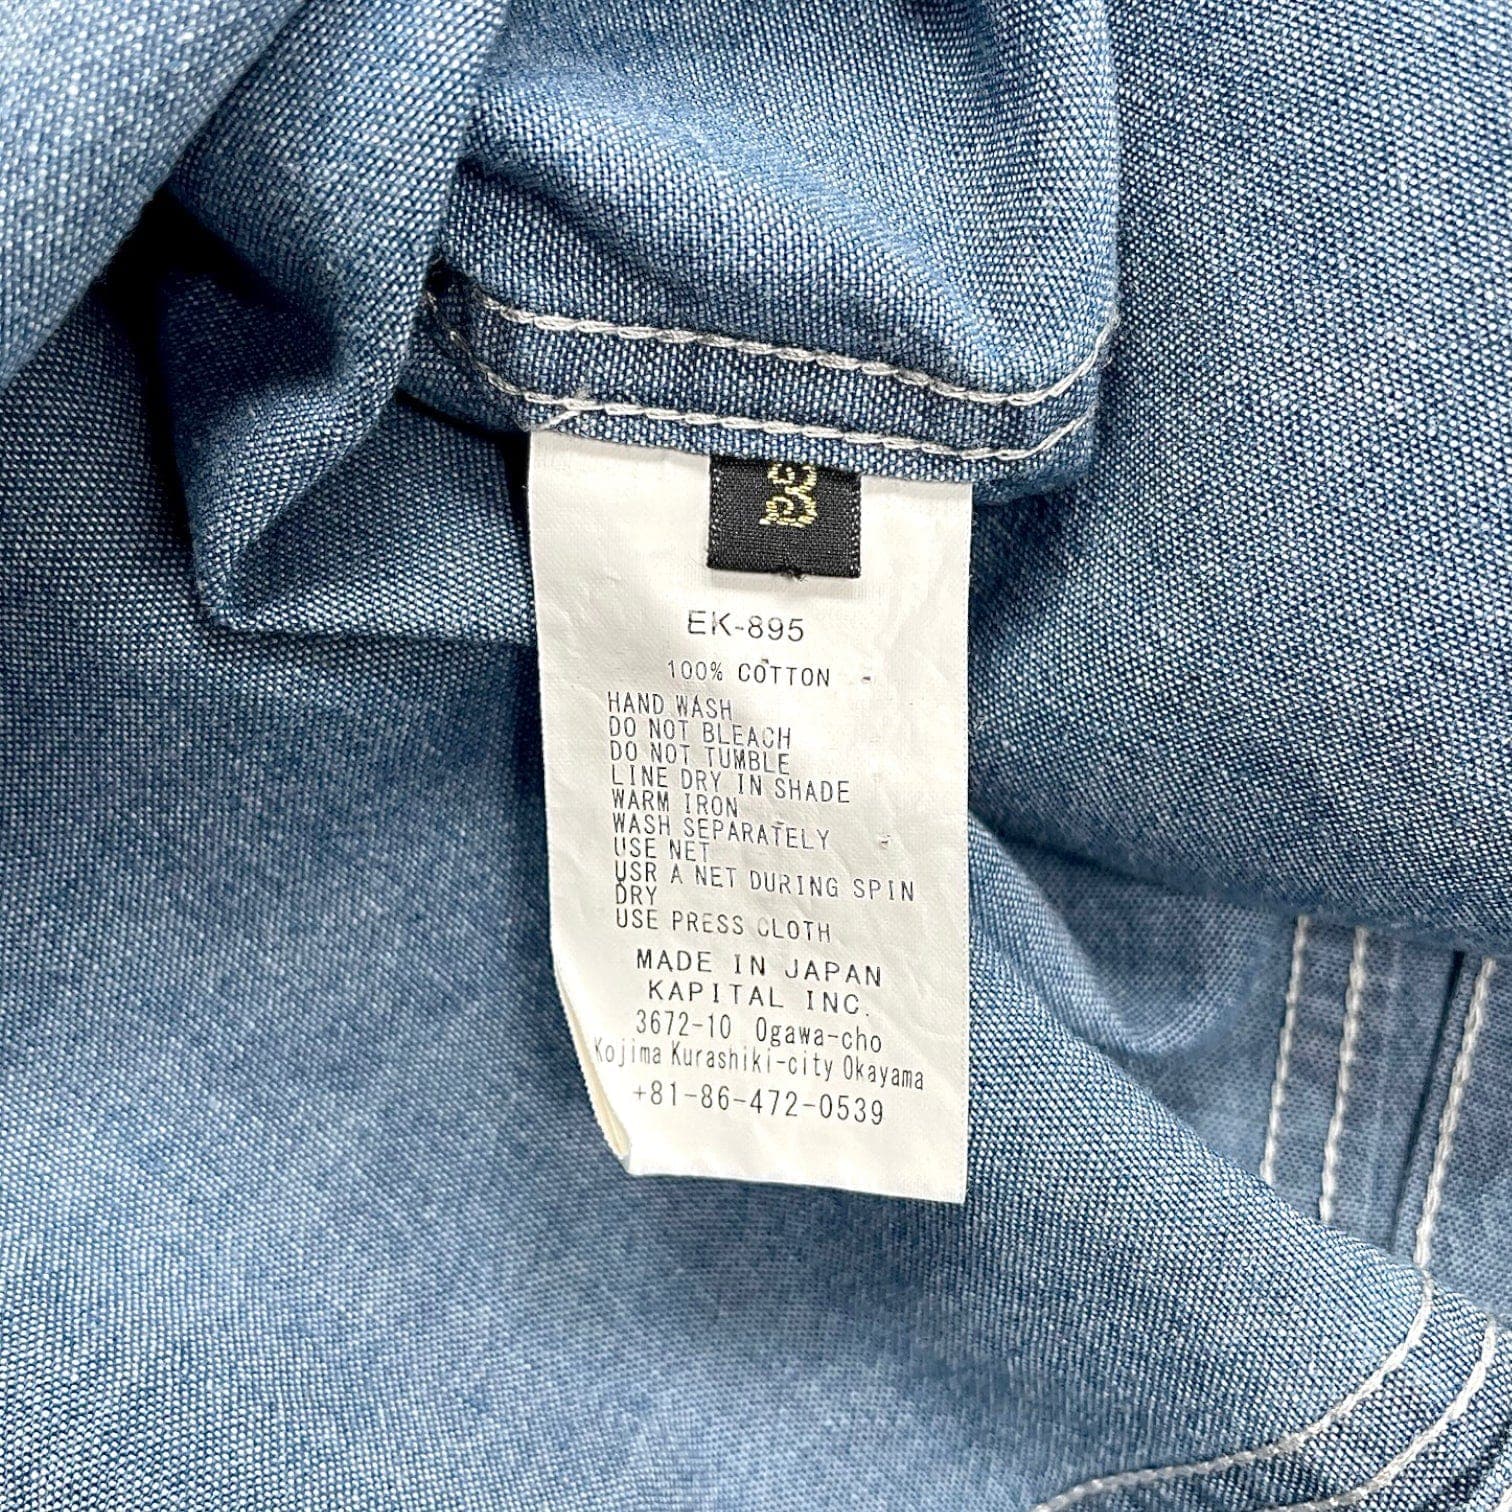 EK-895
100% COTTON
HAND WASH
DO NOT BLEACH
DO NOT TUMBLE
LINE DRY IN SHADE
WARM IRON
WASH SEPARATELY
USE NET
USR A NET DURING SPIN
DRY
USE PRESS CLOTH
MADE IN JAPAN
KAPITAL INC.
3672-10 Ogawa-cho
Kojima Kurashiki-city Okayama
+81-86-472-0539